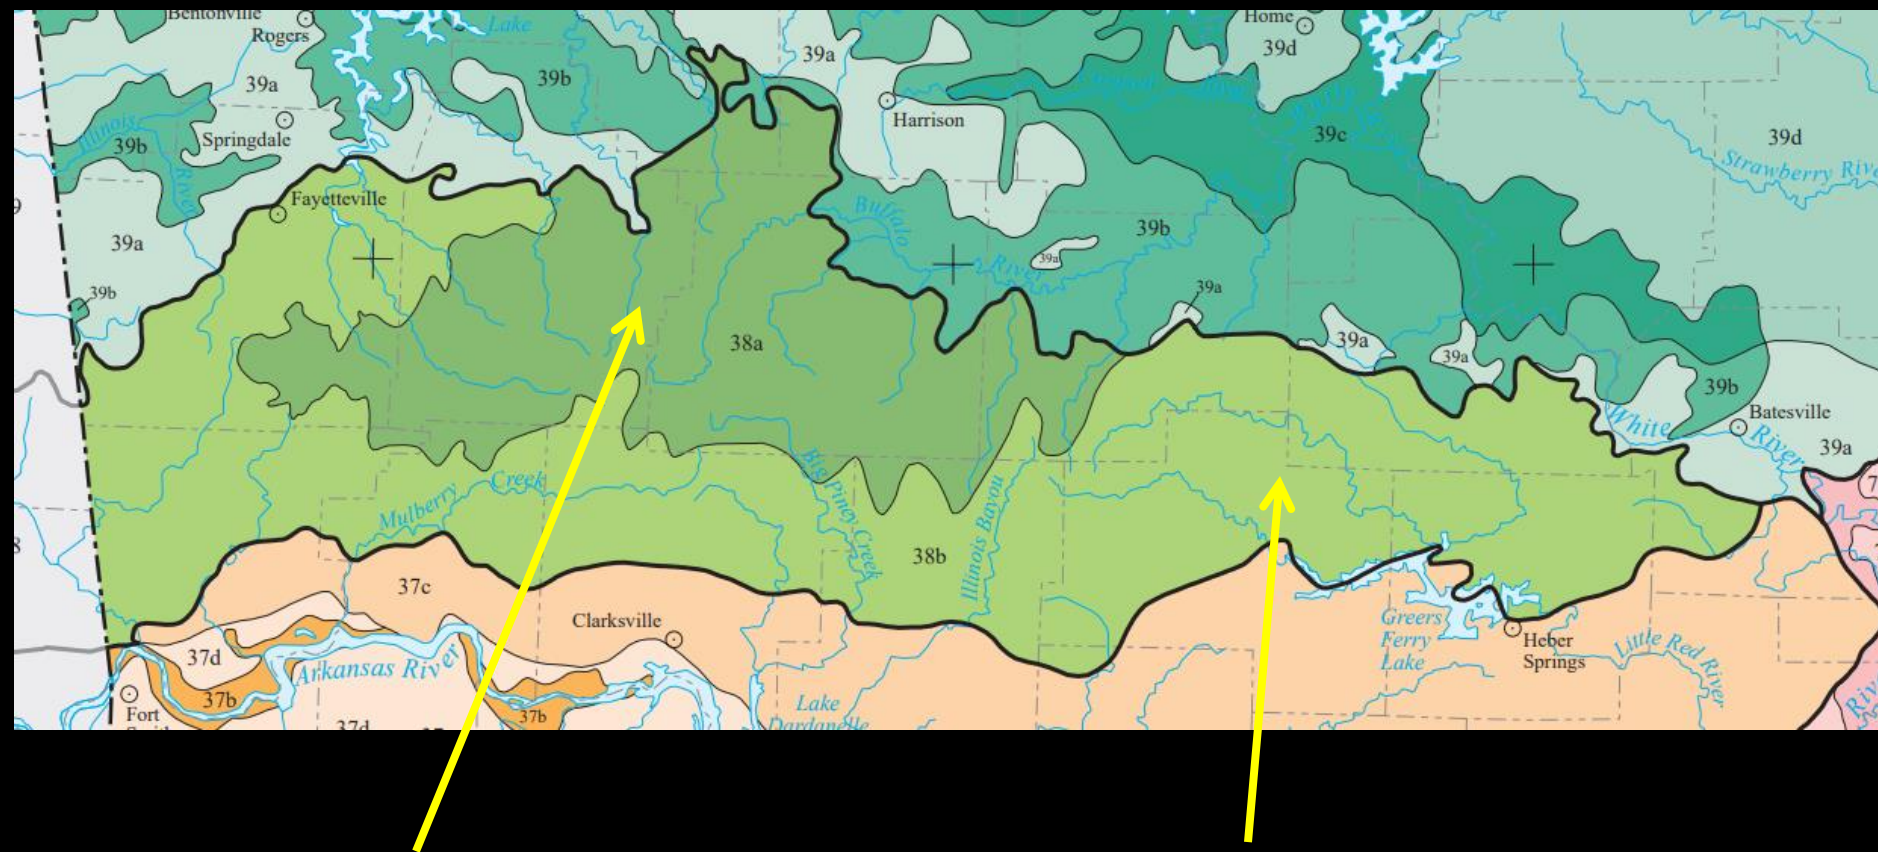 Bentonville
Rogers
Lake
Home
39a
39d
39b
39a
Harrison
39c
39d
Springdale
Illinois
River
39b
Strawberry
Fayetteville
Buffalo
River
39a
39b
39a
39b
39a
38a
39a
39a
39b
Batesville
White
River
39a
Mulberry
Creek
Big Piney Creek
Illinois Bayou
38b
37c
Clarksville
Greers
Ferry
Lake
Heber
Springs
Little Red River
37d
Arkansas River
37b
37b
Fort
Lake
Dardanelle
37d
9
8